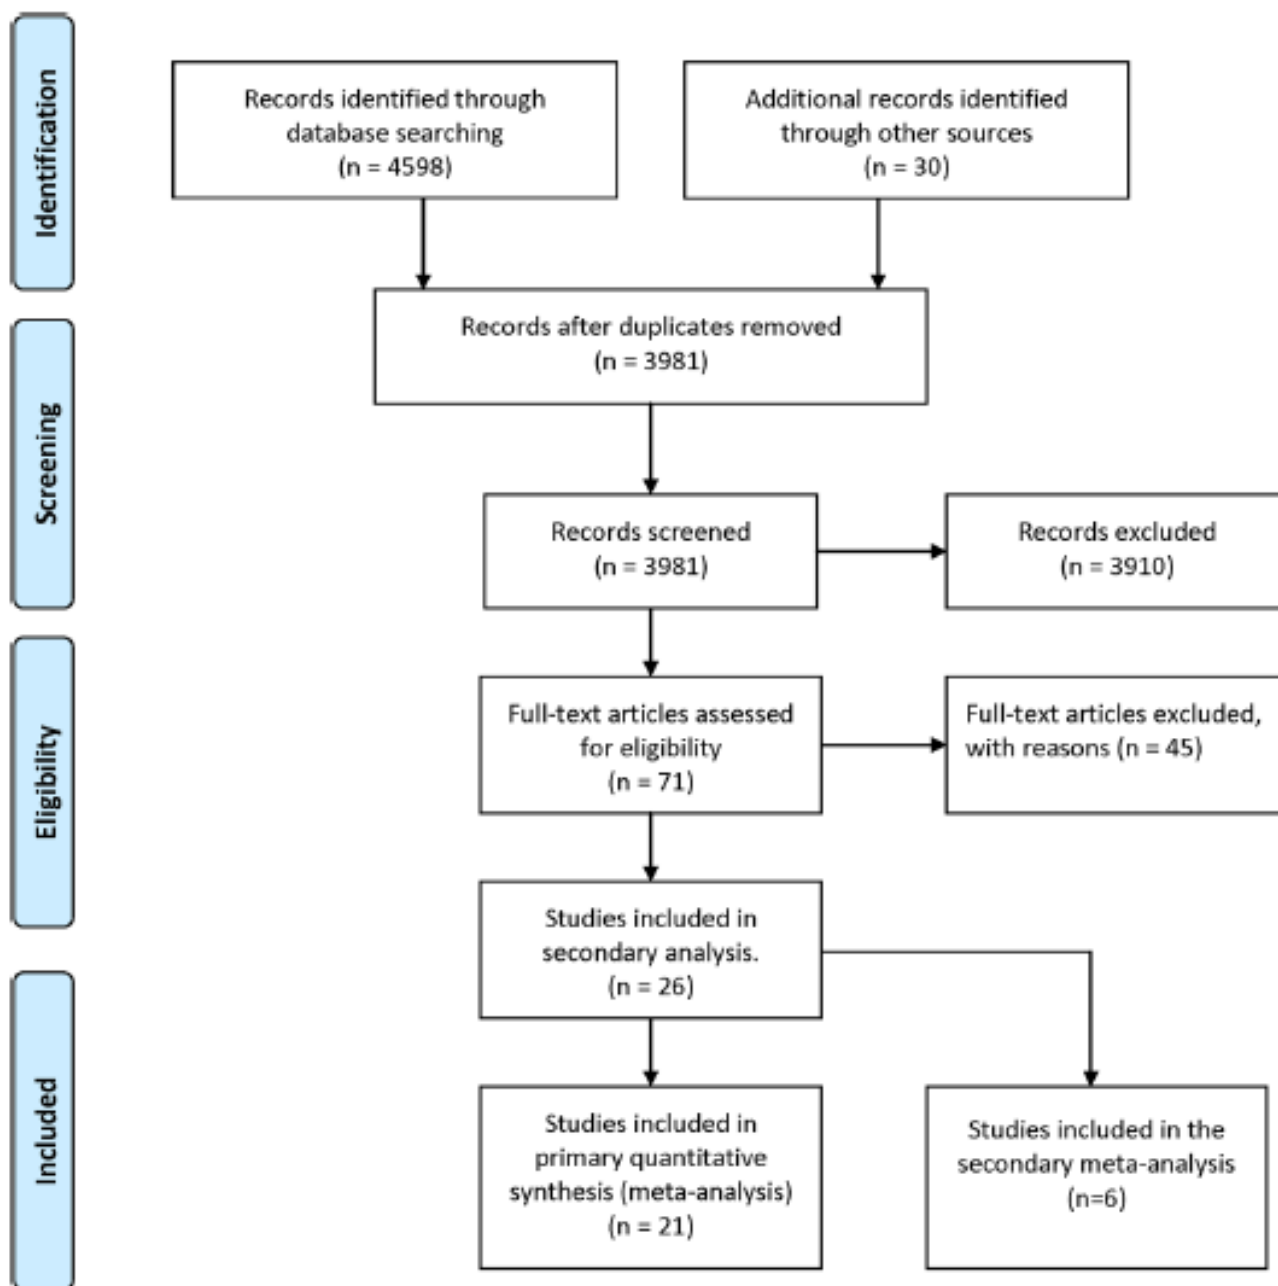 Identification
Records identified through
database searching
(n = 4598)
Additional records identified
through other sources
(n = 30)
Records after duplicates removed
(n = 3981)
Screening
Records screened
(n = 3981)
Records excluded
(n = 3910)
Eligibility
Full-text articles assessed
for eligibility
(n = 71)
Full-text articles excluded,
with reasons (n = 45)
Studies included in
secondary analysis.
(n = 26)
Included
Studies included in
primary quantitative
synthesis (meta-analysis)
(n = 21)
Studies included in the
secondary meta-analysis
(n=6)